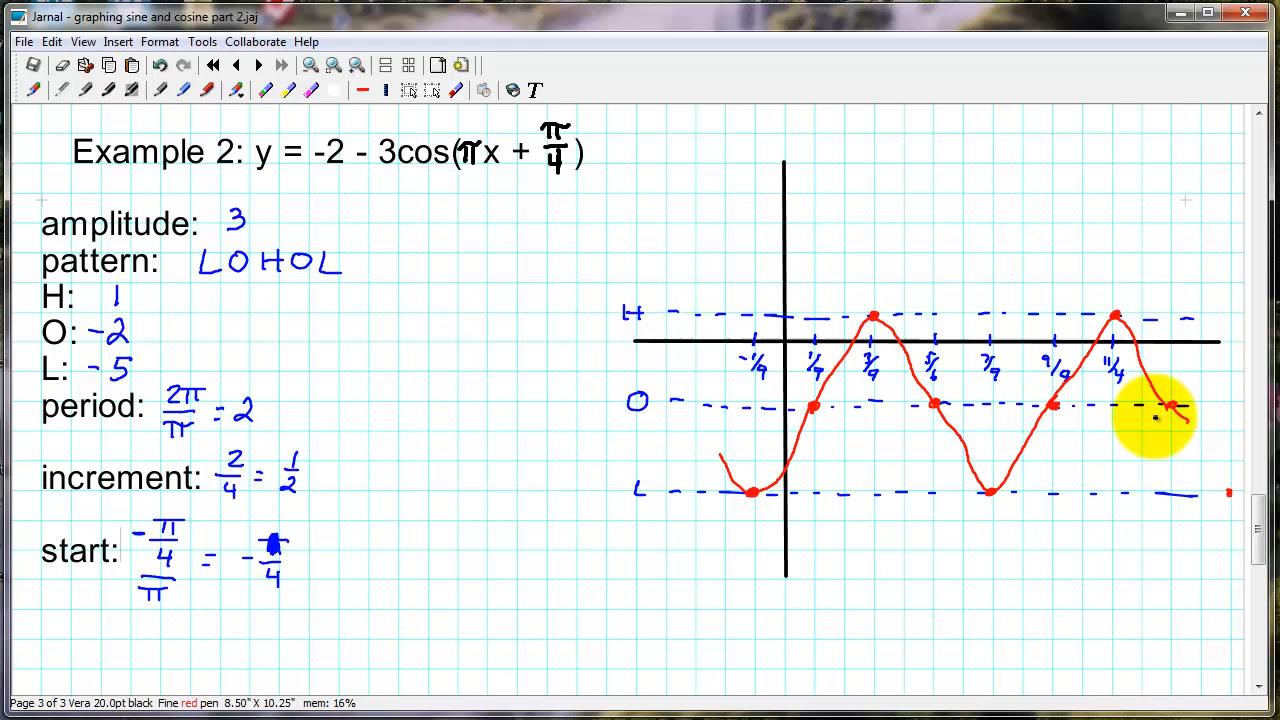 Jarnal - graphing sine and cosine part 2.jaj
File Edit View Insert Format Tools Collaborate Help
T
Example 2: y = -2 - 3cos(πx + π/4)
amplitude: 3
pattern: L O H O L
H: 1
O: -2
L: -5
period: 2π/π = 2
increment: 2/4 = 1/2
start: -π/4/π = - /4
H
-1/4 1/4 3/4 7/4 9/4 11/4
O
L
Page 3 of 3 Vera 20.0pt black Fine red pen 8.50" X 10.25" mem: 16%